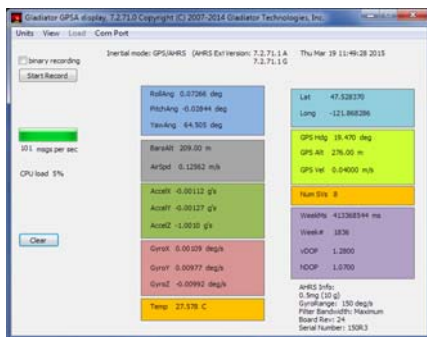 Gladiator GPSA display, 7.2.71.0 Copyright (C) 2007-2014 Gladiator Technologies, Inc.
Units View Load Com Port
Inertial mode: GPS/AHRS (AHRS Ext Version: 7.2.71.1 A
7.2.71.1 G
Thu Mar 19 11:49:28 2015
binary recording
Start Record
101 msgs per sec
CPU load 5%
Clear
RollAng 0.07266 deg
PitchAng -0.02844 deg
YawAng 64.505 deg
BaroAlt 209.00 m
AirSpd 0.12562 m/s
AccelX -0.00112 g's
AccelY -0.00127 g's
AccelZ -1.0010 g's
GyroX 0.00109 deg/s
GyroY 0.00977 deg/s
GyroZ -0.00992 deg/s
Temp 27.578 C
Lat 47.528370
Long -121.868286
GPS Hdg 19.470 deg
GPS Alt 276.00 m
GPS Vel 0.04000 m/s
Num SVs 8
WeekMs 413368544 ms
Week# 1836
vDOP 1.2800
hDOP 1.0700
AHRS Info:
0.5mg (10 g)
GyroRange: 150 deg/s
Filter Bandwidth: Maximum
Board Rev: 24
Serial Number: 150R3